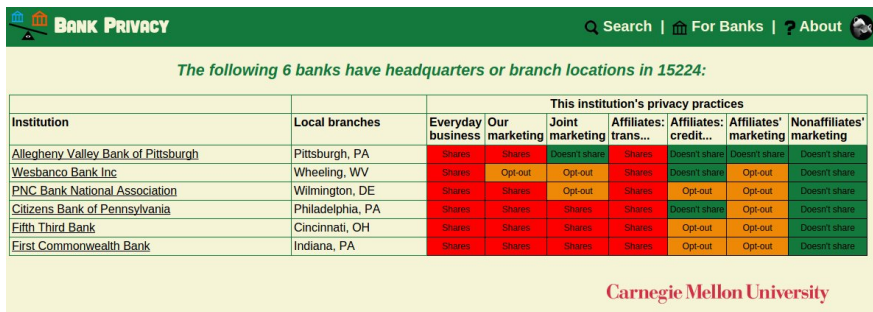 BANK PRIVACY
Search | For Banks | ? About
The following 6 banks have headquarters or branch locations in 15224:
This institution's privacy practices
Institution Local branches Everyday business Our marketing Joint marketing Affiliates: trans... Affiliates: credit... Affiliates' marketing Nonaffiliates' marketing
Allegheny Valley Bank of Pittsburgh Pittsburgh, PA Shares Shares Doesn't share Shares Doesn't share Doesn't share Doesn't share
Wesbanco Bank Inc Wheeling, WV Shares Opt-out Opt-out Shares Doesn't share Opt-out Doesn't share
PNC Bank National Association Wilmington, DE Shares Shares Opt-out Shares Opt-out Opt-out Doesn't share
Citizens Bank of Pennsylvania Philadelphia, PA Shares Shares Shares Shares Doesn't share Opt-out Doesn't share
Fifth Third Bank Cincinnati, OH Shares Shares Shares Shares Opt-out Opt-out Doesn't share
First Commonwealth Bank Indiana, PA Shares Shares Shares Shares Opt-out Opt-out Doesn't share
Carnegie Mellon University